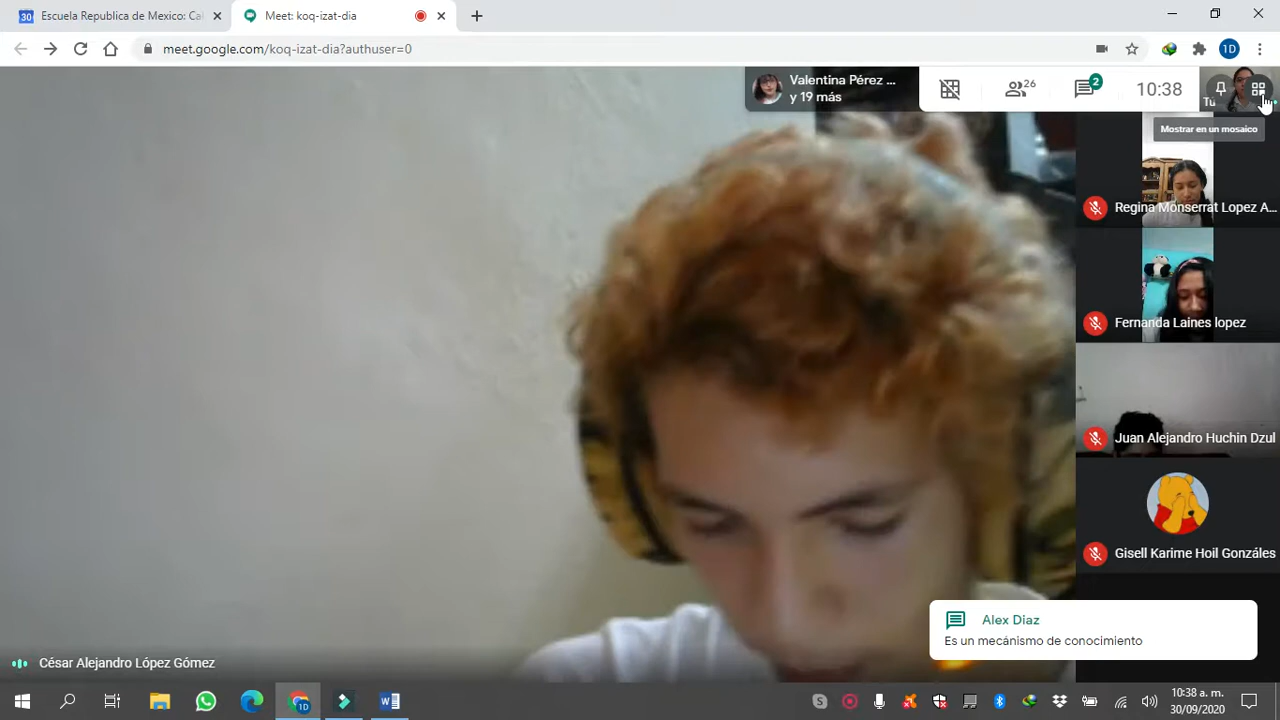 Escuela Republica de Mexico: Cal
Meet: koq-izat-dia
meet.google.com/koq-izat-dia?authuser=0
1D
Valentina Pérez ...
y 19 más
26
2
10:38
Tú
Mostrar en un mosaico
Regina Monserrat Lopez A...
Fernanda Laines lopez
Juan Alejandro Huchin Dzul
Gisell Karime Hoil Gonzáles
Alex Diaz
Es un mecánismo de conocimiento
César Alejandro López Gómez
10:38 a. m.
30/09/2020